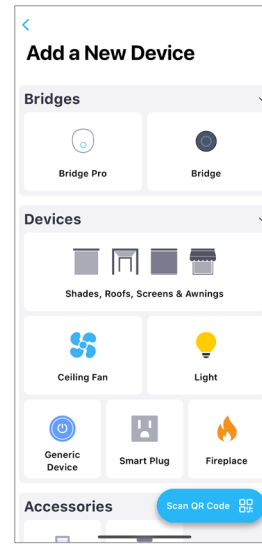 Add a New Device
Bridges
Bridge Pro
Bridge
Devices
Shades, Roofs, Screens & Awnings
Ceiling Fan
Light
Generic
Device
Smart Plug
Fireplace
Accessories
Scan QR Code